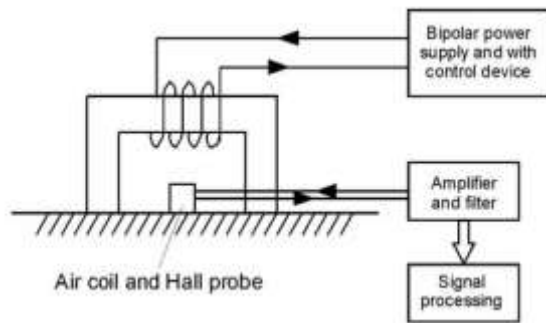 Bipolar power
supply and with
control device
Amplifier
and filter
Air coil and Hall probe
Signal
processing